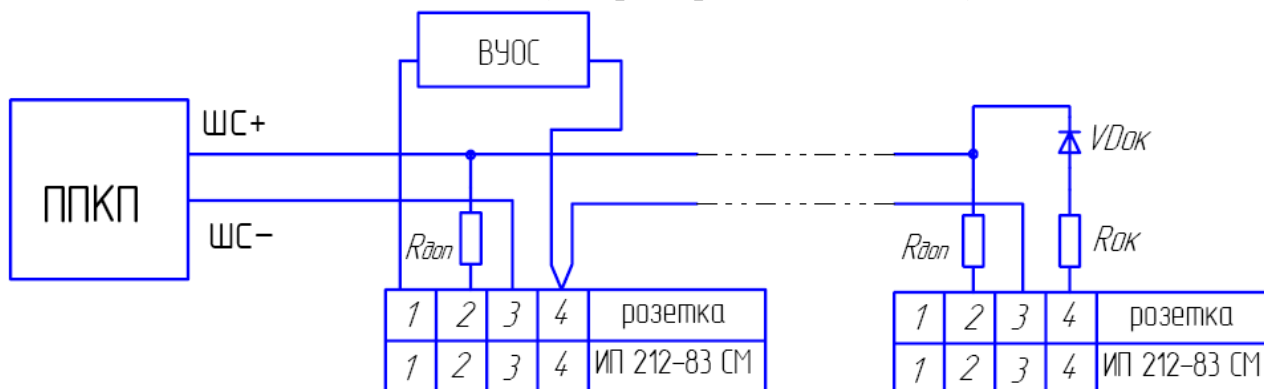 ВУОС
ШС+
ППКП
ШС-
Rдоп
Rдоп
VDок
Rок
1 2 3 4 розетка
1 2 3 4 ИП 212-83 СМ
1 2 3 4 розетка
1 2 3 4 ИП 212-83 СМ